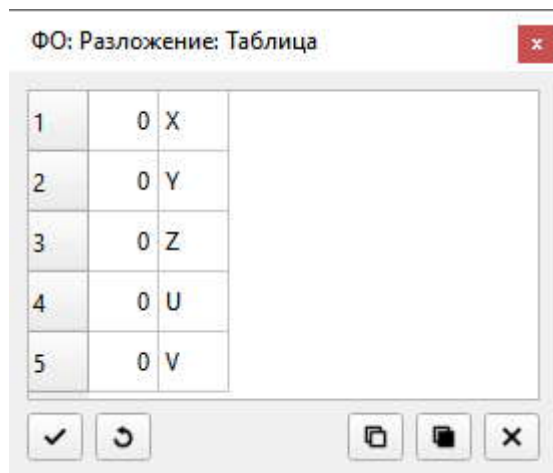 ФО: Разложение: Таблица
1 0 X
2 0 Y
3 0 Z
4 0 U
5 0 V